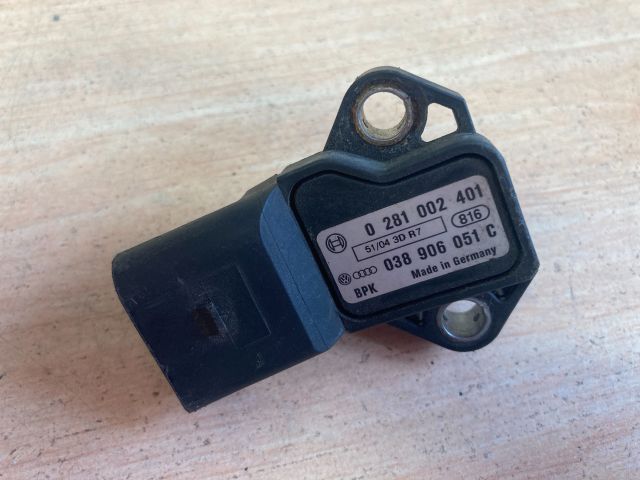 0 281 002 401
51/04 3D R7 816
038 906 051 C
BPK Made in Germany